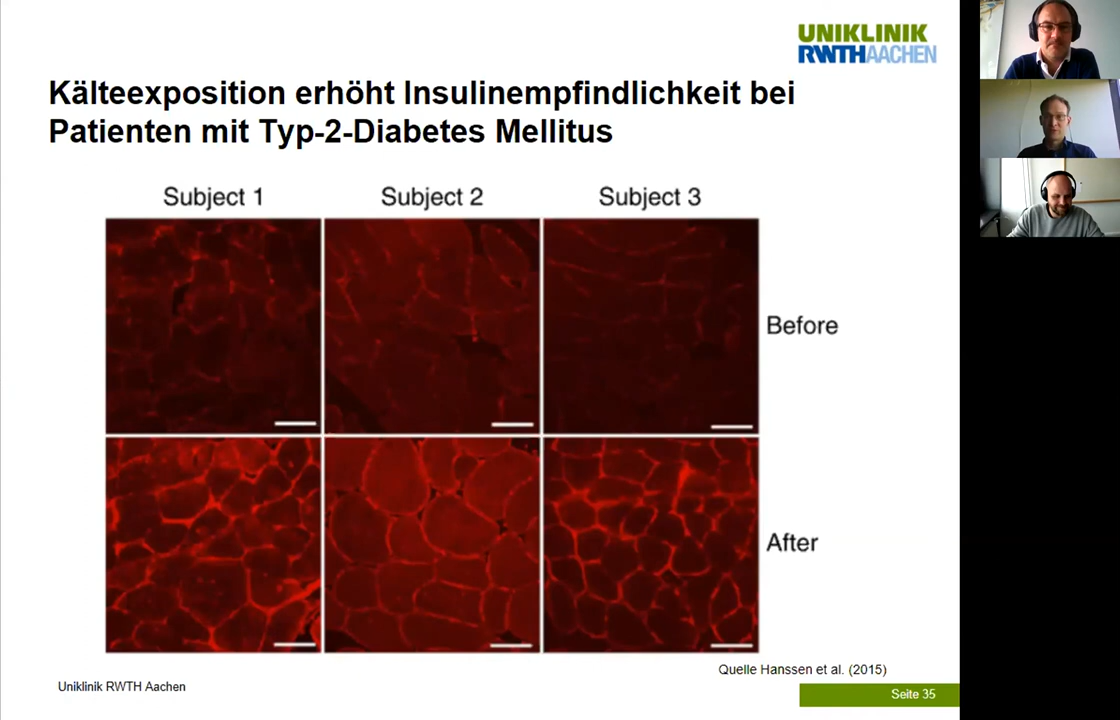 UNIKLINIK
RWTHAACHEN
Kälteexposition erhöht Insulinempfindlichkeit bei
Patienten mit Typ-2-Diabetes Mellitus
Subject 1
Subject 2
Subject 3
Before
After
Quelle Hanssen et al. (2015)
Uniklinik RWTH Aachen
Seite 35